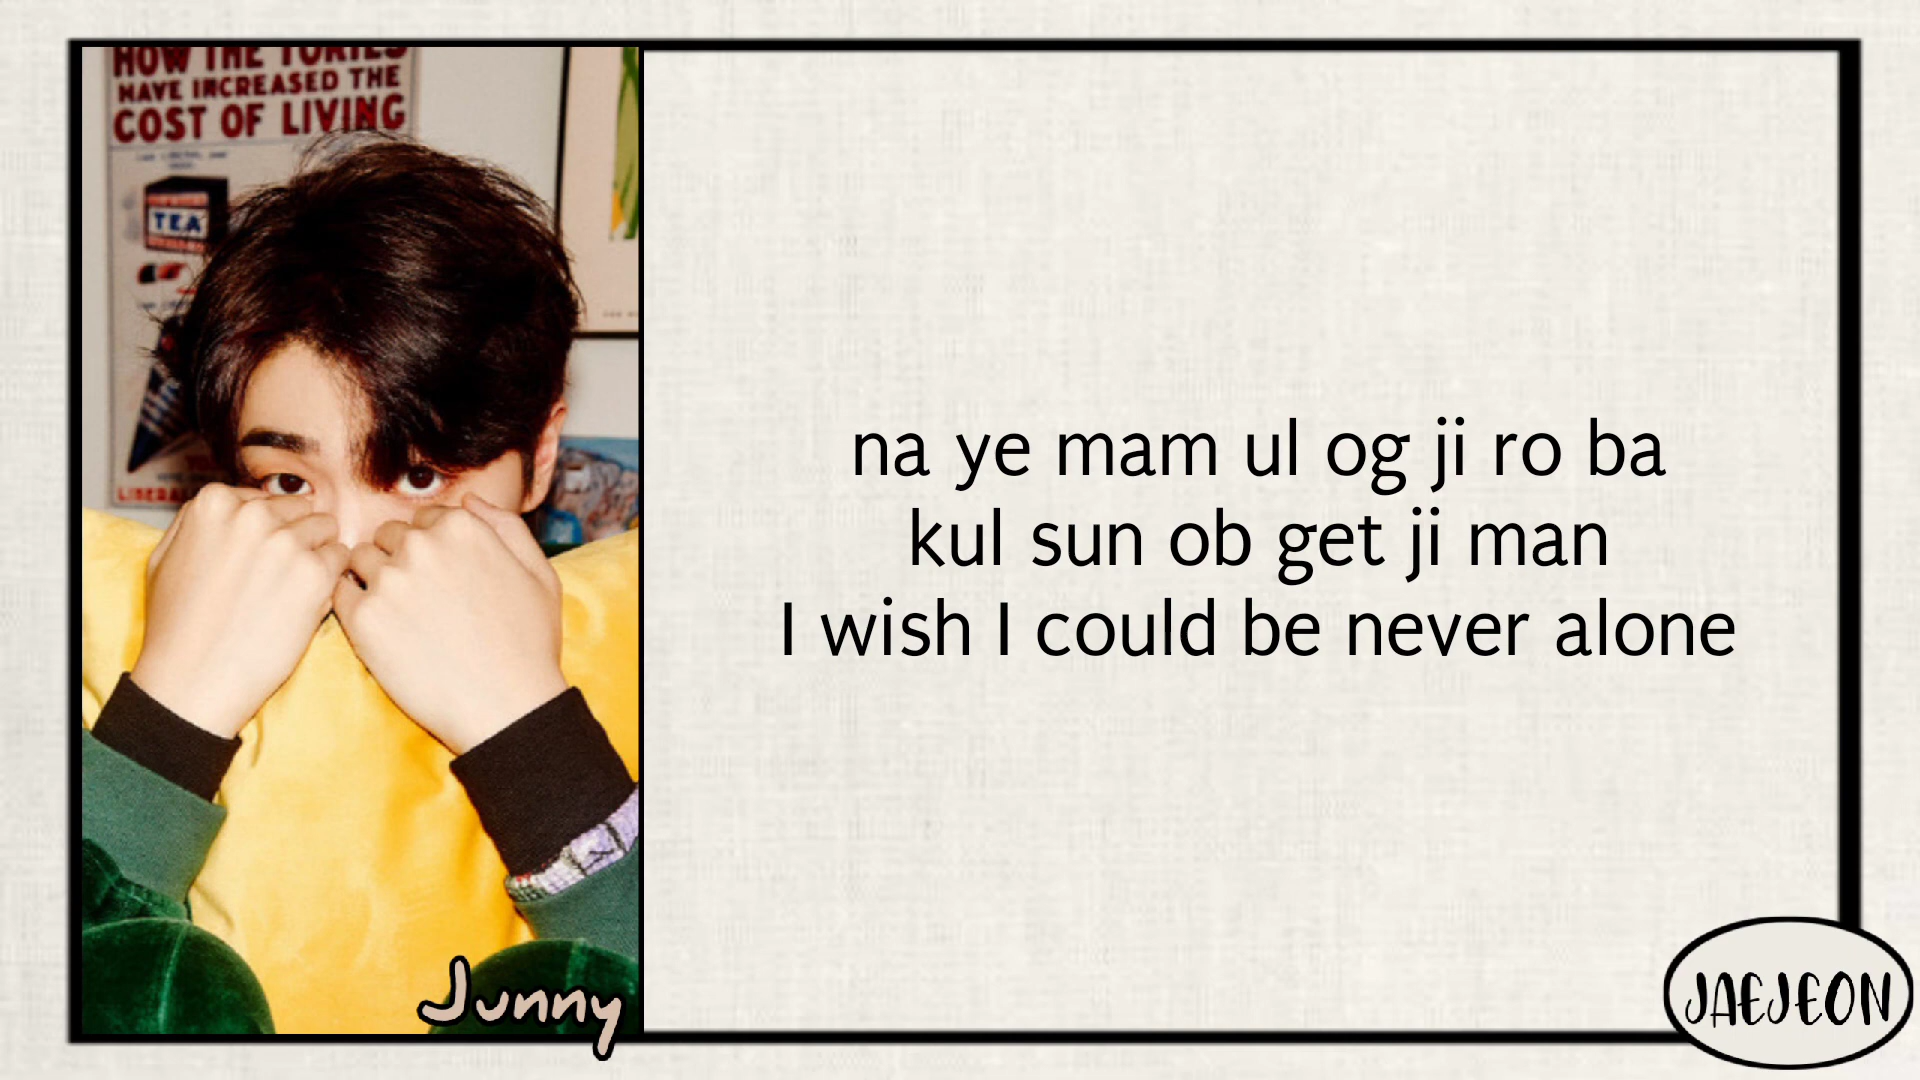 HOW THE TORIES
HAVE INCREASED THE
COST OF LIVING
TEA
LIBERAL
Junny
na ye mam ul og ji ro ba
kul sun ob get ji man
I wish I could be never alone
JAEJEON